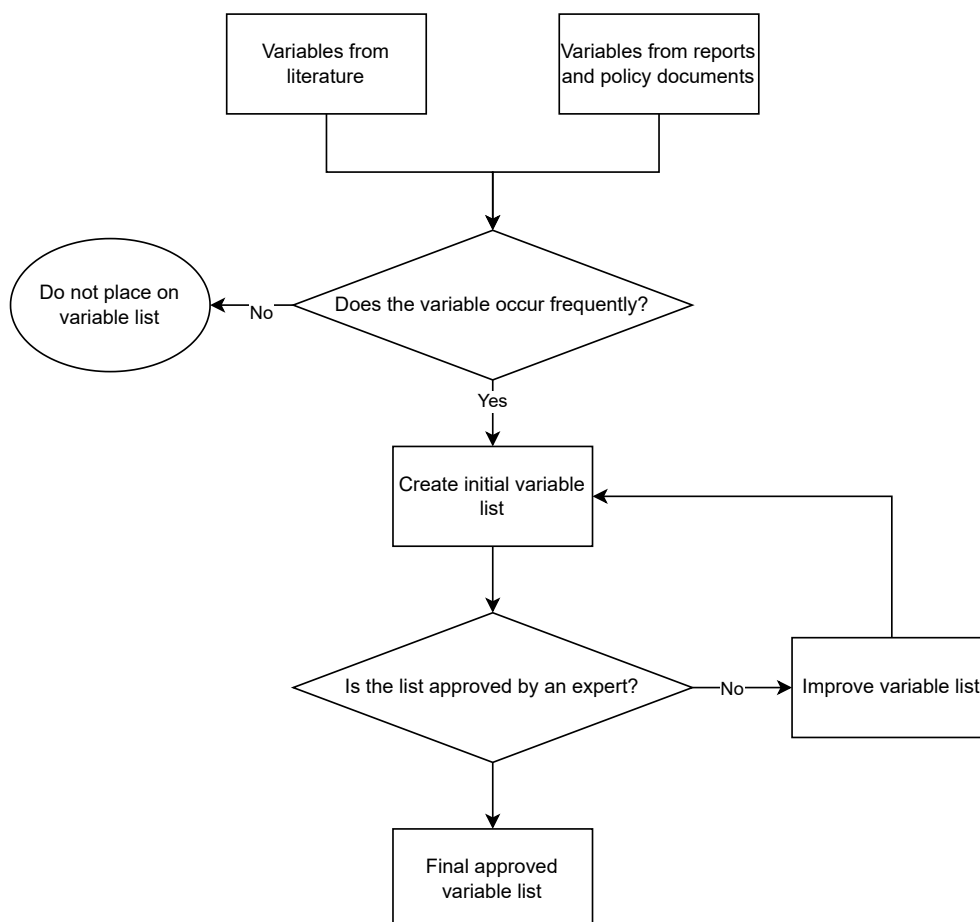 Variables from
literature
Variables from reports
and policy documents
Does the variable occur frequently?
Do not place on
variable list
No
Yes
Create initial variable
list
Is the list approved by an expert?
No
Improve variable list
Final approved
variable list